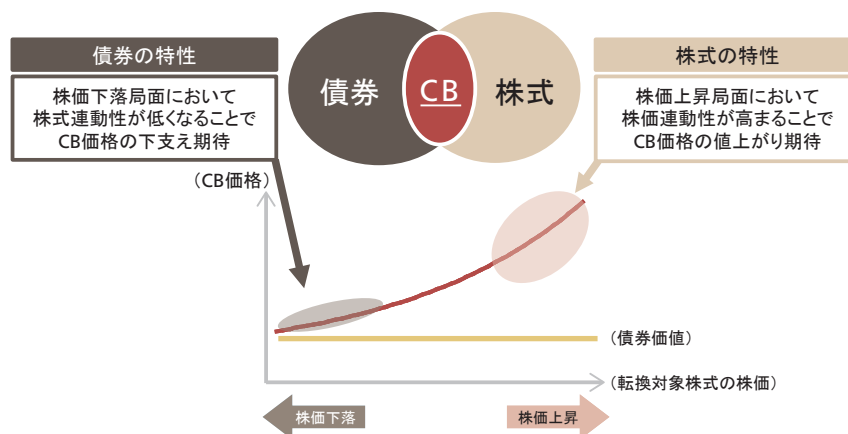 債券の特性
株価下落局面において
株式連動性が低くなることで
CB価格の下支え期待
債券
CB
株式
株式の特性
株価上昇局面において
株価連動性が高まることで
CB価格の値上がり期待
（CB価格）
（債券価値）
（転換対象株式の株価）
株価下落
株価上昇